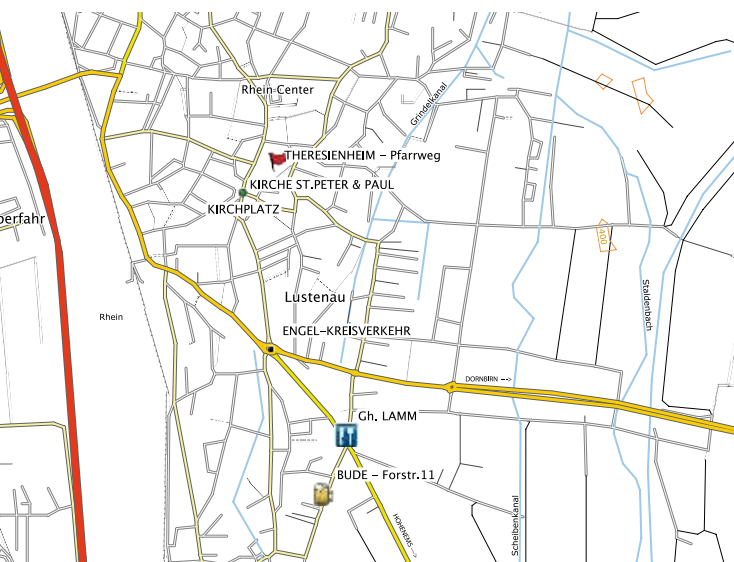 Rhein-Center
Grindelkanal
THERESIENHEIM - Pfarrweg
KIRCHE ST.PETER & PAUL
KIRCHPLATZ
berfahr
400
Lustenau
Staldenbach
Rhein
ENGEL-KREISVERKEHR
DORNBIRN -->
Gh. LAMM
BUDE - Forstr.11
HOHENEMS -->
Scheibenkanal